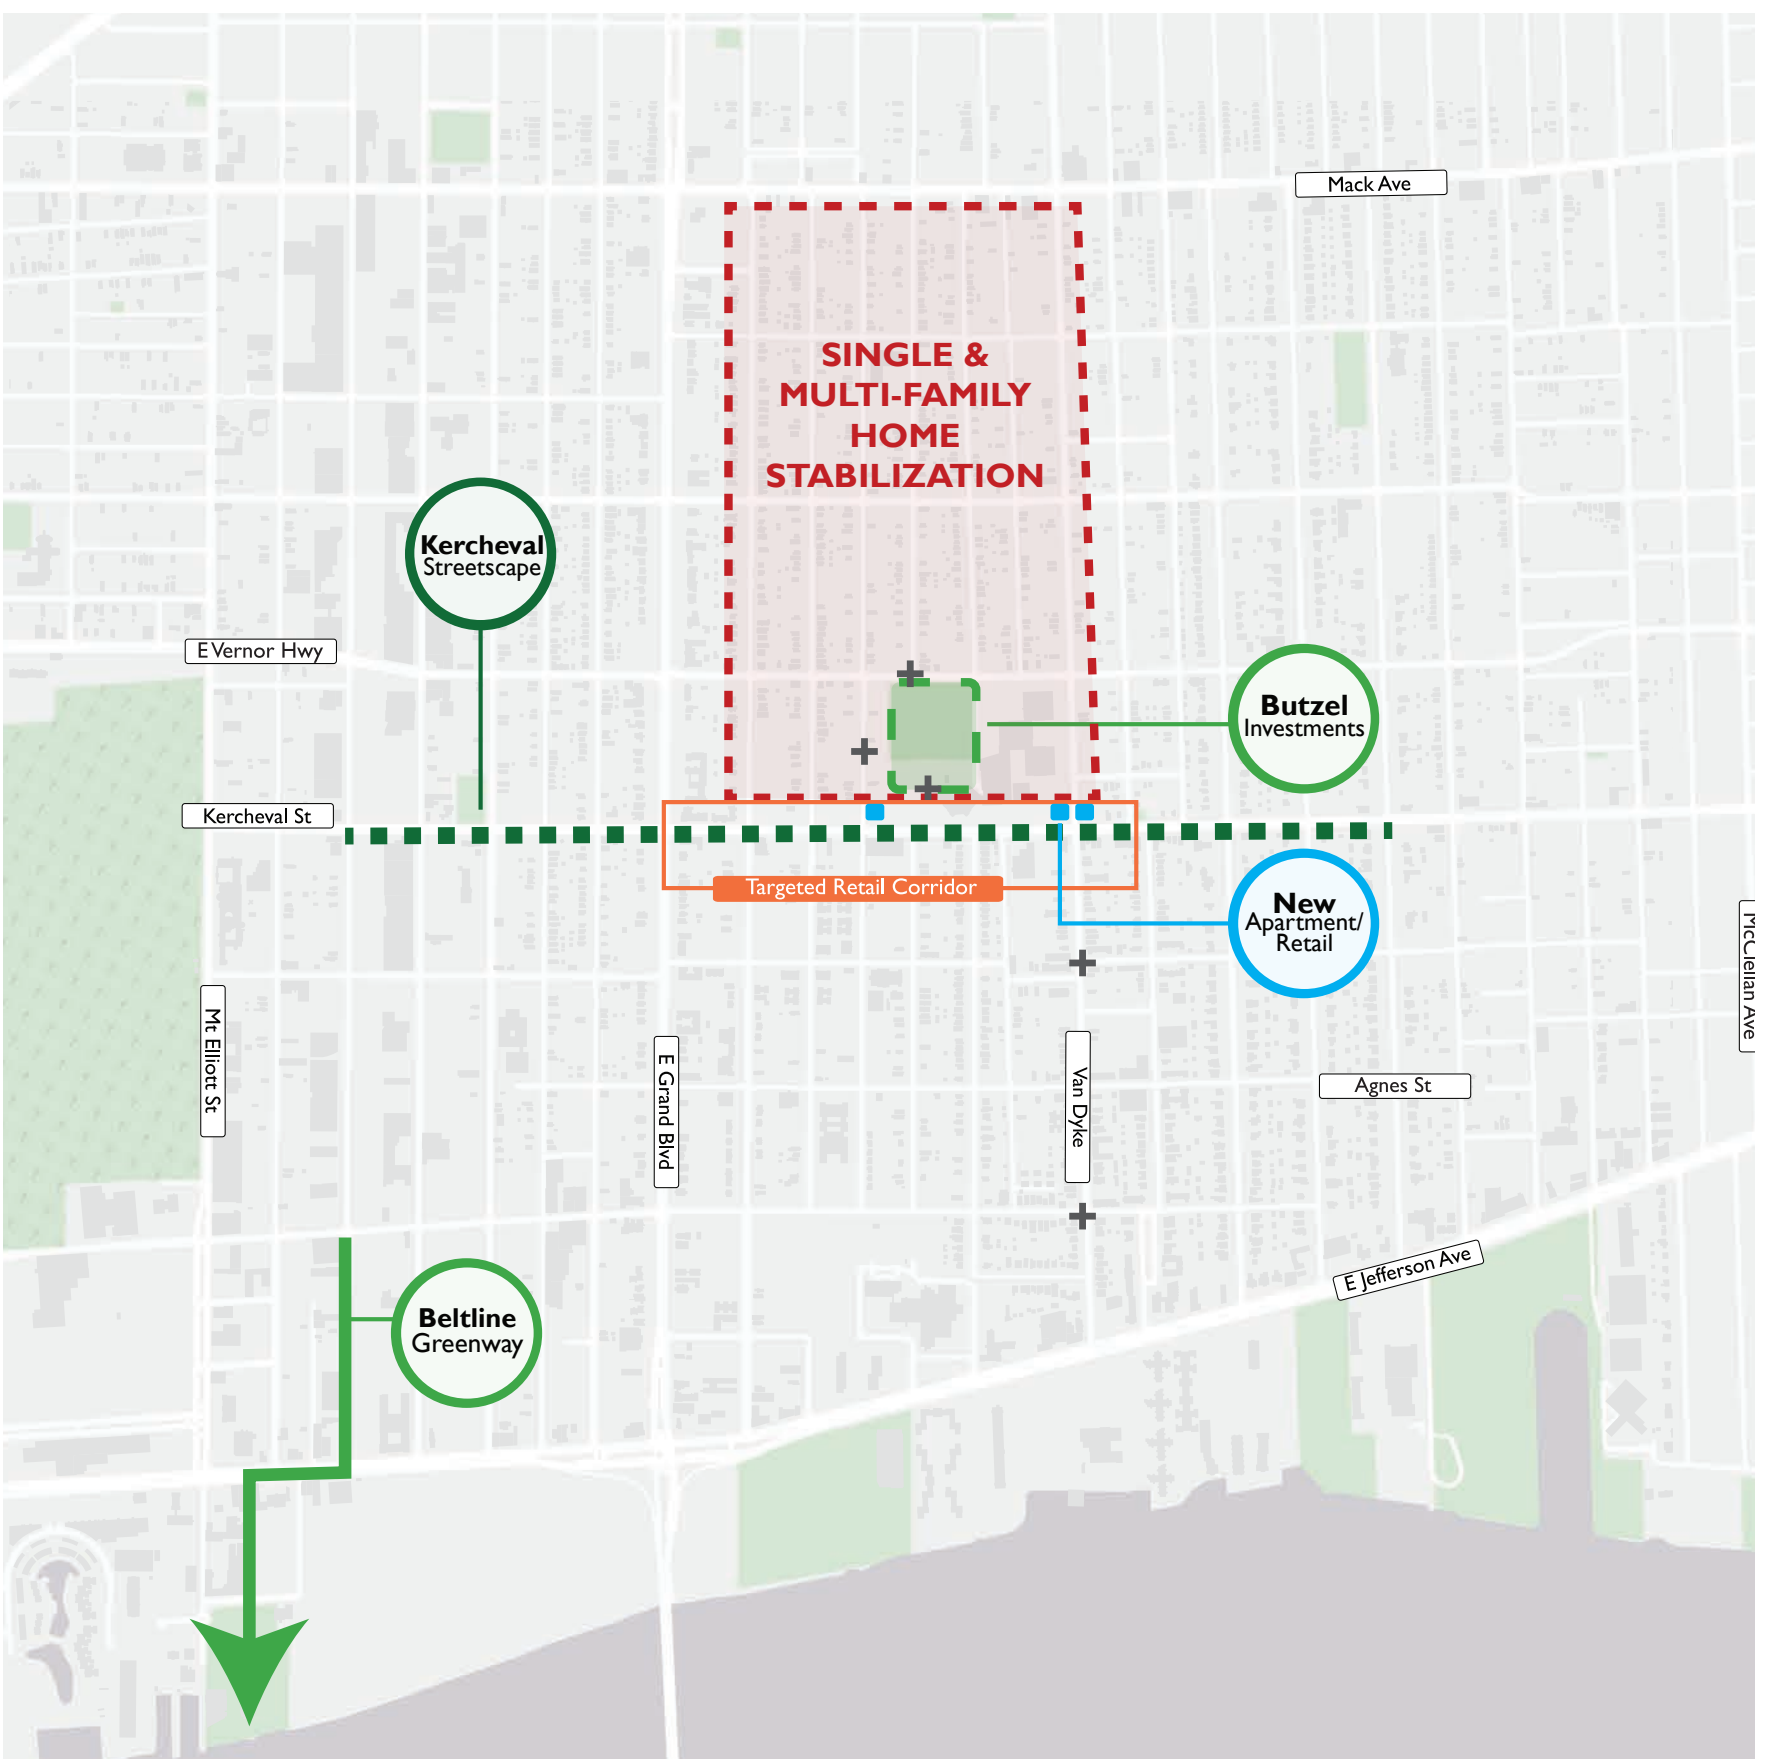 Mack Ave
SINGLE &
MULTI-FAMILY
HOME
STABILIZATION
Kercheval
Streetscape
E Vernor Hwy
Butzel
Investments
Kercheval St
Targeted Retail Corridor
New
Apartment/
Retail
McClellan Ave
Mt Elliott St
E Grand Blvd
Van Dyke
Agnes St
E Jefferson Ave
Beltline
Greenway